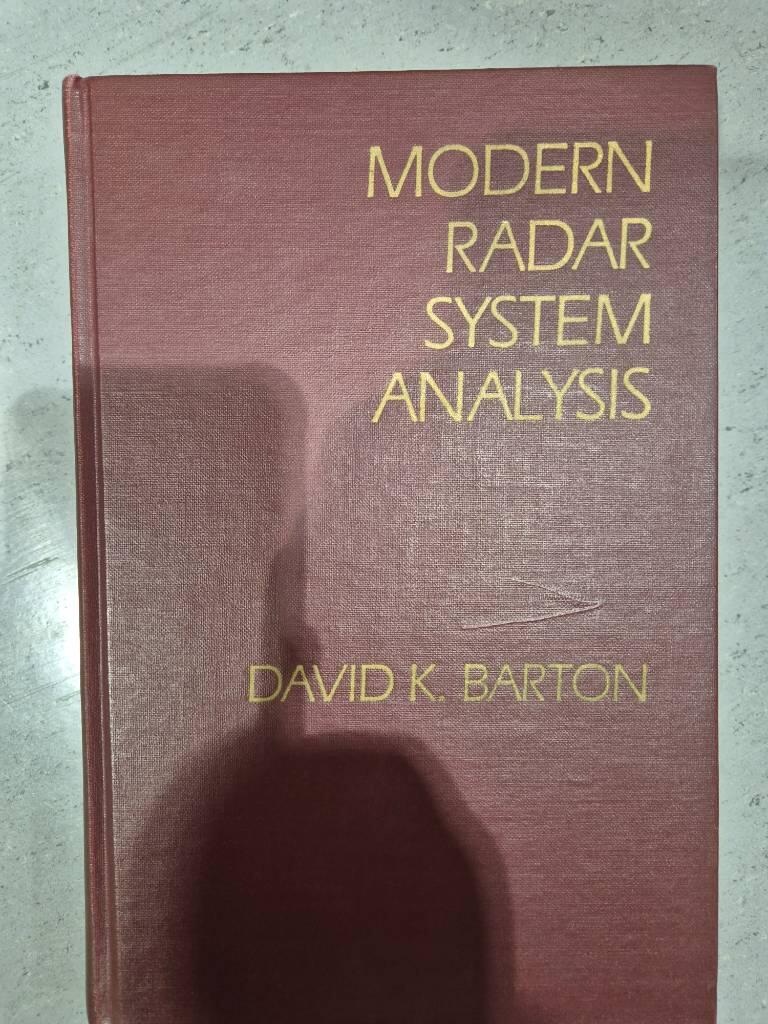 MODERN
RADAR
SYSTEM
ANALYSIS
DAVID K. BARTON